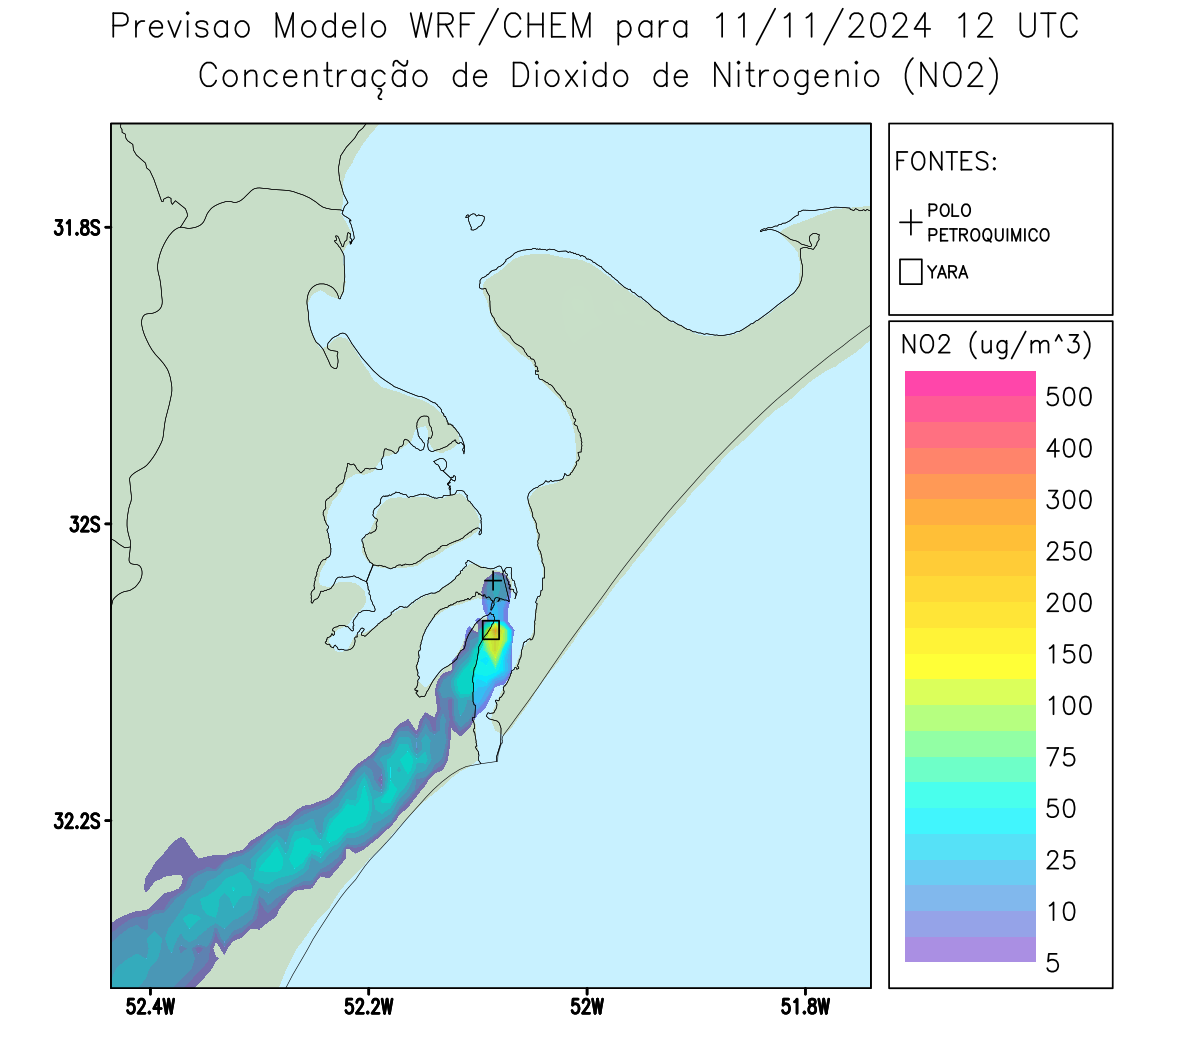 Previsao Modelo WRF/CHEM para 11/11/2024 12 UTC
Concentração de Dioxido de Nitrogenio (NO2)
FONTES:
POLO
PETROQUIMICO
YARA
NO2 (ug/m^3)
500
400
300
250
200
150
100
75
50
25
10
5
31.8S
32S
32.2S
52.4W
52.2W
52W
51.8W